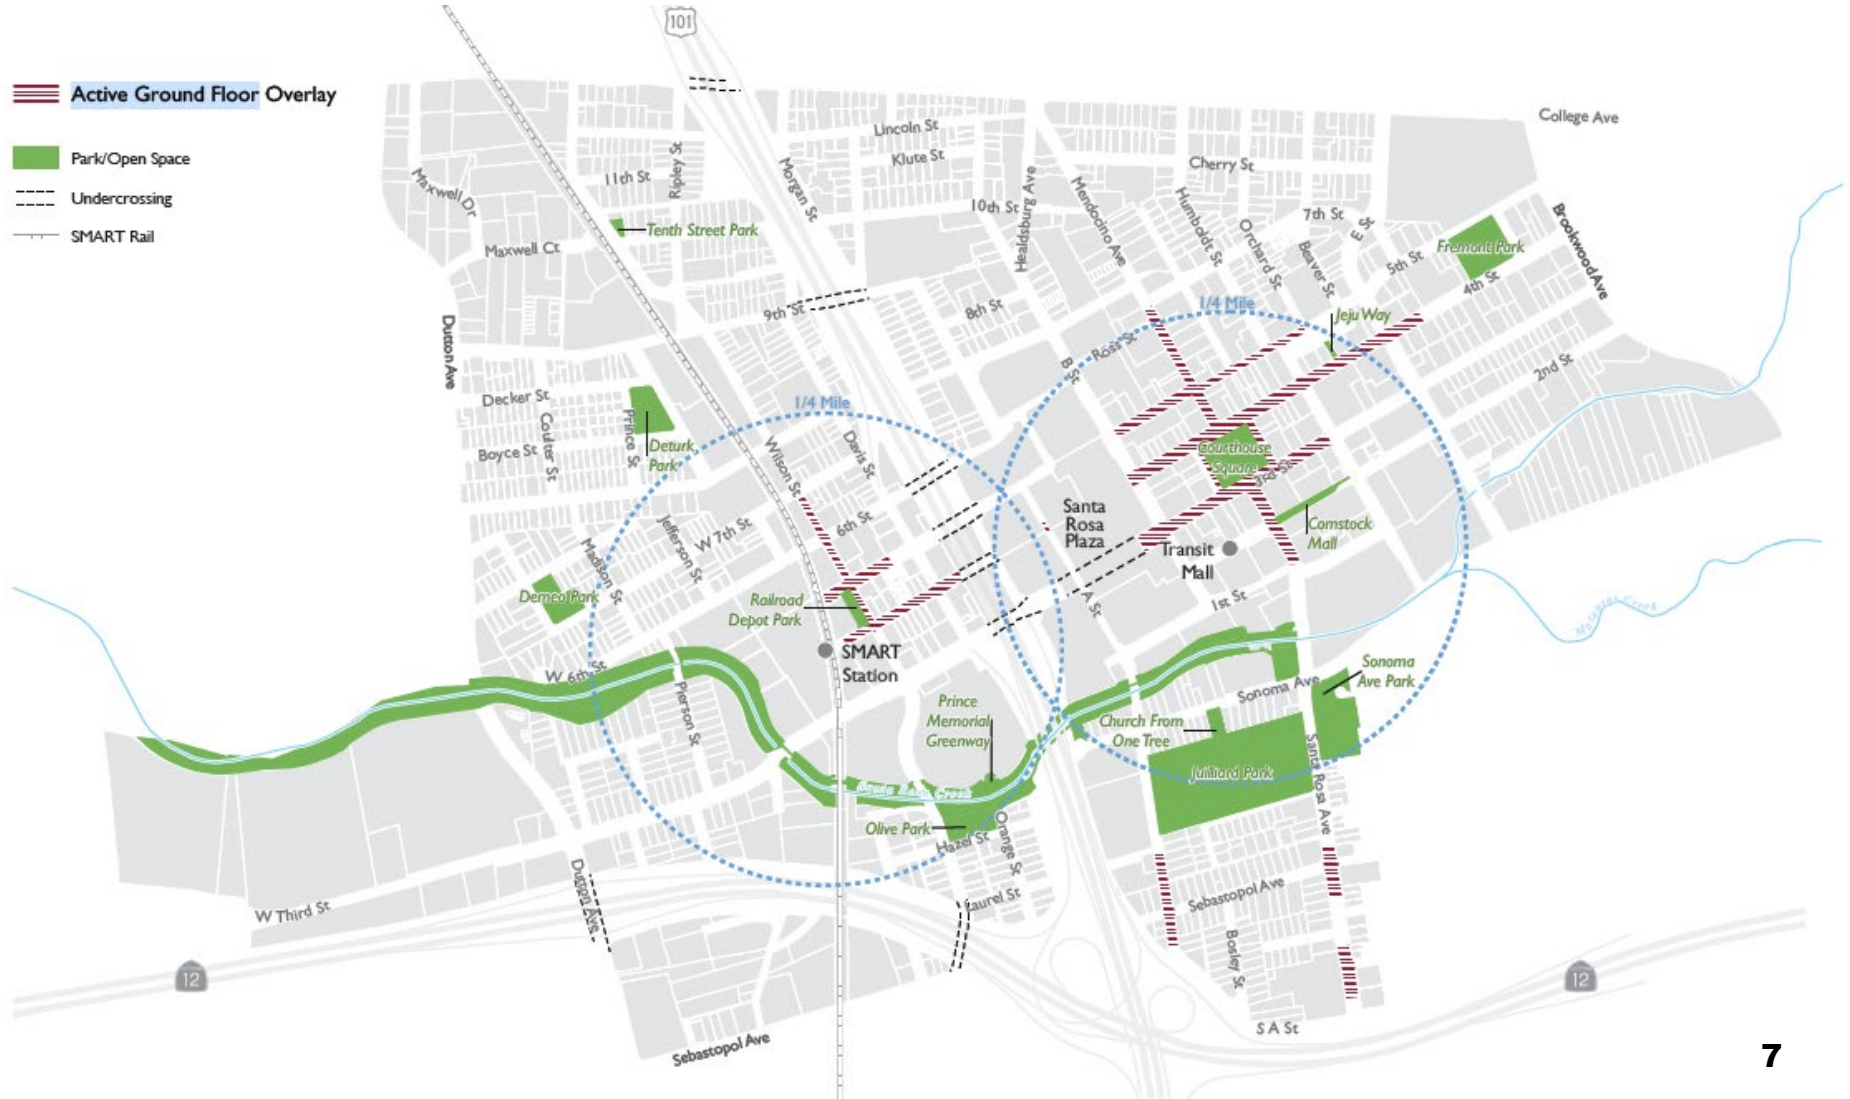 101
Active Ground Floor Overlay
Park/Open Space
Undercrossing
SMART Rail
College Ave
Lincoln St
Klute St
Cherry St
11th St
Ripley St
Morgan St
Maxwell Dr
10th St
Healdsburg Ave
Mendocino Ave
Humboldt St
Orchard St
7th St
E St
Beaver St
5th St
Fremont Park
4th St
Brookwood Ave
Tenth Street Park
Maxwell Ct
9th St
8th St
1/4 Mile
Jeju Way
Ross St
B St
2nd St
Dutton Ave
Decker St
Coulter St
Prince St
Boyce St
Deturk
Park
1/4 Mile
Wilson St
Davis St
6th St
Courthouse
Square
3rd St
Santa
Rosa
Plaza
Transit
Mall
Comstock
Mall
Jefferson St
W 7th St
Madison St
Demeo Park
Railroad
Depot Park
A St
1st St
Matanzas Creek
SMART
Station
W 6th St
Pierson St
Prince
Memorial
Greenway
Sonoma
Ave Park
Sonoma Ave
Church From
One Tree
Juilliard Park
Santa Rosa Ave
Santa Rosa Creek
Olive Park
Hazel St
Orange St
Laurel St
Sebastopol Ave
Bosley St
Dutton Ave
W Third St
12
12
S A St
Sebastopol Ave
7